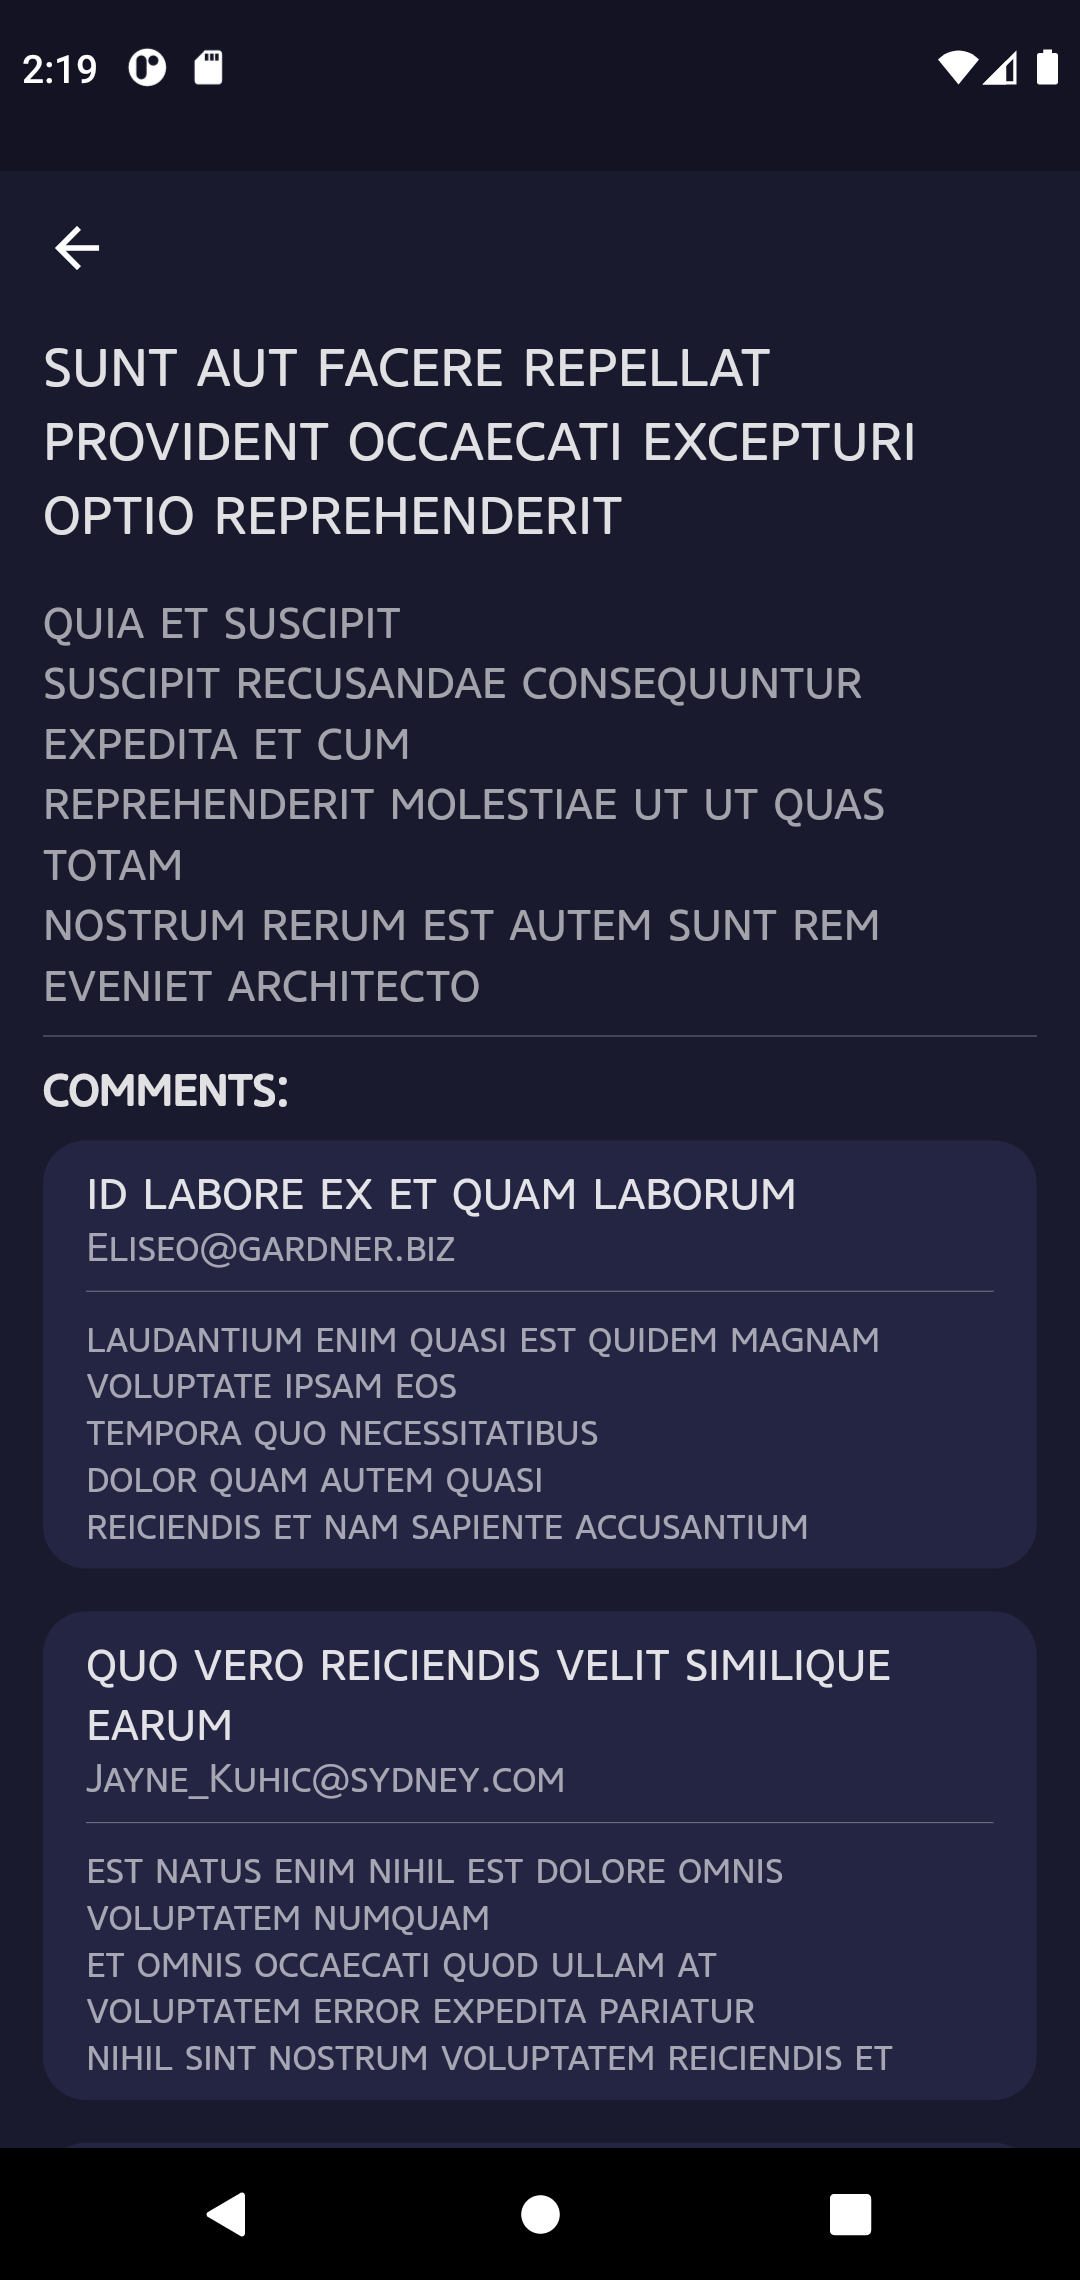 2:19
SUNT AUT FACERE REPELLAT
PROVIDENT OCCAECATI EXCEPTURI
OPTIO REPREHENDERIT
QUIA ET SUSCIPIT
SUSCIPIT RECUSANDAE CONSEQUUNTUR
EXPEDITA ET CUM
REPREHENDERIT MOLESTIAE UT UT QUAS
TOTAM
NOSTRUM RERUM EST AUTEM SUNT REM
EVENIET ARCHITECTO
COMMENTS:
ID LABORE EX ET QUAM LABORUM
ELISEO@GARDNER.BIZ
LAUDANTIUM ENIM QUASI EST QUIDEM MAGNAM
VOLUPTATE IPSAM EOS
TEMPORA QUO NECESSITATIBUS
DOLOR QUAM AUTEM QUASI
REICIENDIS ET NAM SAPIENTE ACCUSANTIUM
QUO VERO REICIENDIS VELIT SIMILIQUE
EARUM
JAYNE_KUHIC@SYDNEY.COM
EST NATUS ENIM NIHIL EST DOLORE OMNIS
VOLUPTATEM NUMQUAM
ET OMNIS OCCAECATI QUOD ULLAM AT
VOLUPTATEM ERROR EXPEDITA PARIATUR
NIHIL SINT NOSTRUM VOLUPTATEM REICIENDIS ET